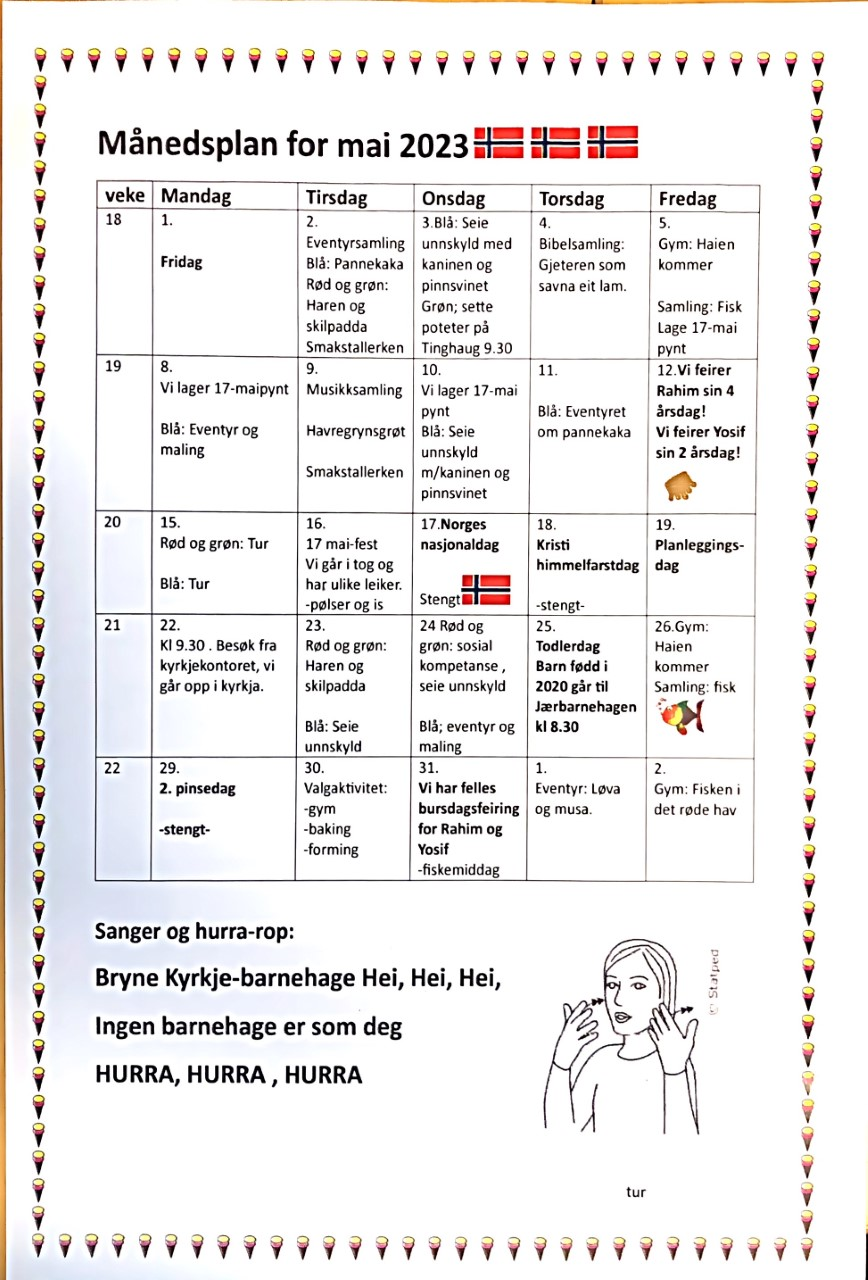 Månedsplan for mai 2023
veke Mandag Tirsdag Onsdag Torsdag Fredag
18
1.
Fridag
2.
Eventyrsamling
Blå: Pannekaka
Rød og grøn:
Haren og
skilpadda
Smakstallerken
3.Blå: Seie
unnskyld med
kaninen og
pinnsvinet
Grøn; sette
poteter på
Tinghaug 9.30
4.
Bibelsamling:
Gjeteren som
savna eit lam.
5.
Gym: Haien
kommer
Samling: Fisk
Lage 17-mai
pynt
19
8.
Vi lager 17-maipynt
Blå: Eventyr og
maling
9.
Musikksamling
Havregrynsgrøt
Smakstallerken
10.
Vi lager 17-mai
pynt
Blå: Seie
unnskyld
m/kaninen og
pinnsvinet
11.
Blå: Eventyret
om pannekaka
12.Vi feirer
Rahim sin 4
årsdag!
Vi feirer Yosif
sin 2 årsdag!
20
15.
Rød og grøn: Tur
Blå: Tur
16.
17 mai-fest
Vi går i tog og
har ulike leiker.
-pølser og is
17.Norges
nasjonaldag
Stengt
18.
Kristi
himmelfarstdag
-stengt-
19.
Planleggings-
dag
21
22.
Kl 9.30 . Besøk fra
kyrkjekontoret, vi
går opp i kyrkja.
23.
Rød og grøn:
Haren og
skilpadda
Blå: Seie
unnskyld
24 Rød og
grøn: sosial
kompetanse ,
seie unnskyld
Blå; eventyr og
maling
25.
Todlerdag
Barn fødd i
2020 går til
Jærbarnehagen
kl 8.30
26.Gym:
Haien
kommer
Samling: fisk
22
29.
2. pinsedag
-stengt-
30.
Valgaktivitet:
-gym
-baking
-forming
31.
Vi har felles
bursdagsfeiring
for Rahim og
Yosif
-fiskemiddag
1.
Eventyr: Løva
og musa.
2.
Gym: Fisken i
det røde hav
Sanger og hurra-rop:
Bryne Kyrkje-barnehage Hei, Hei, Hei,
Ingen barnehage er som deg
HURRA, HURRA , HURRA
© Statped
tur